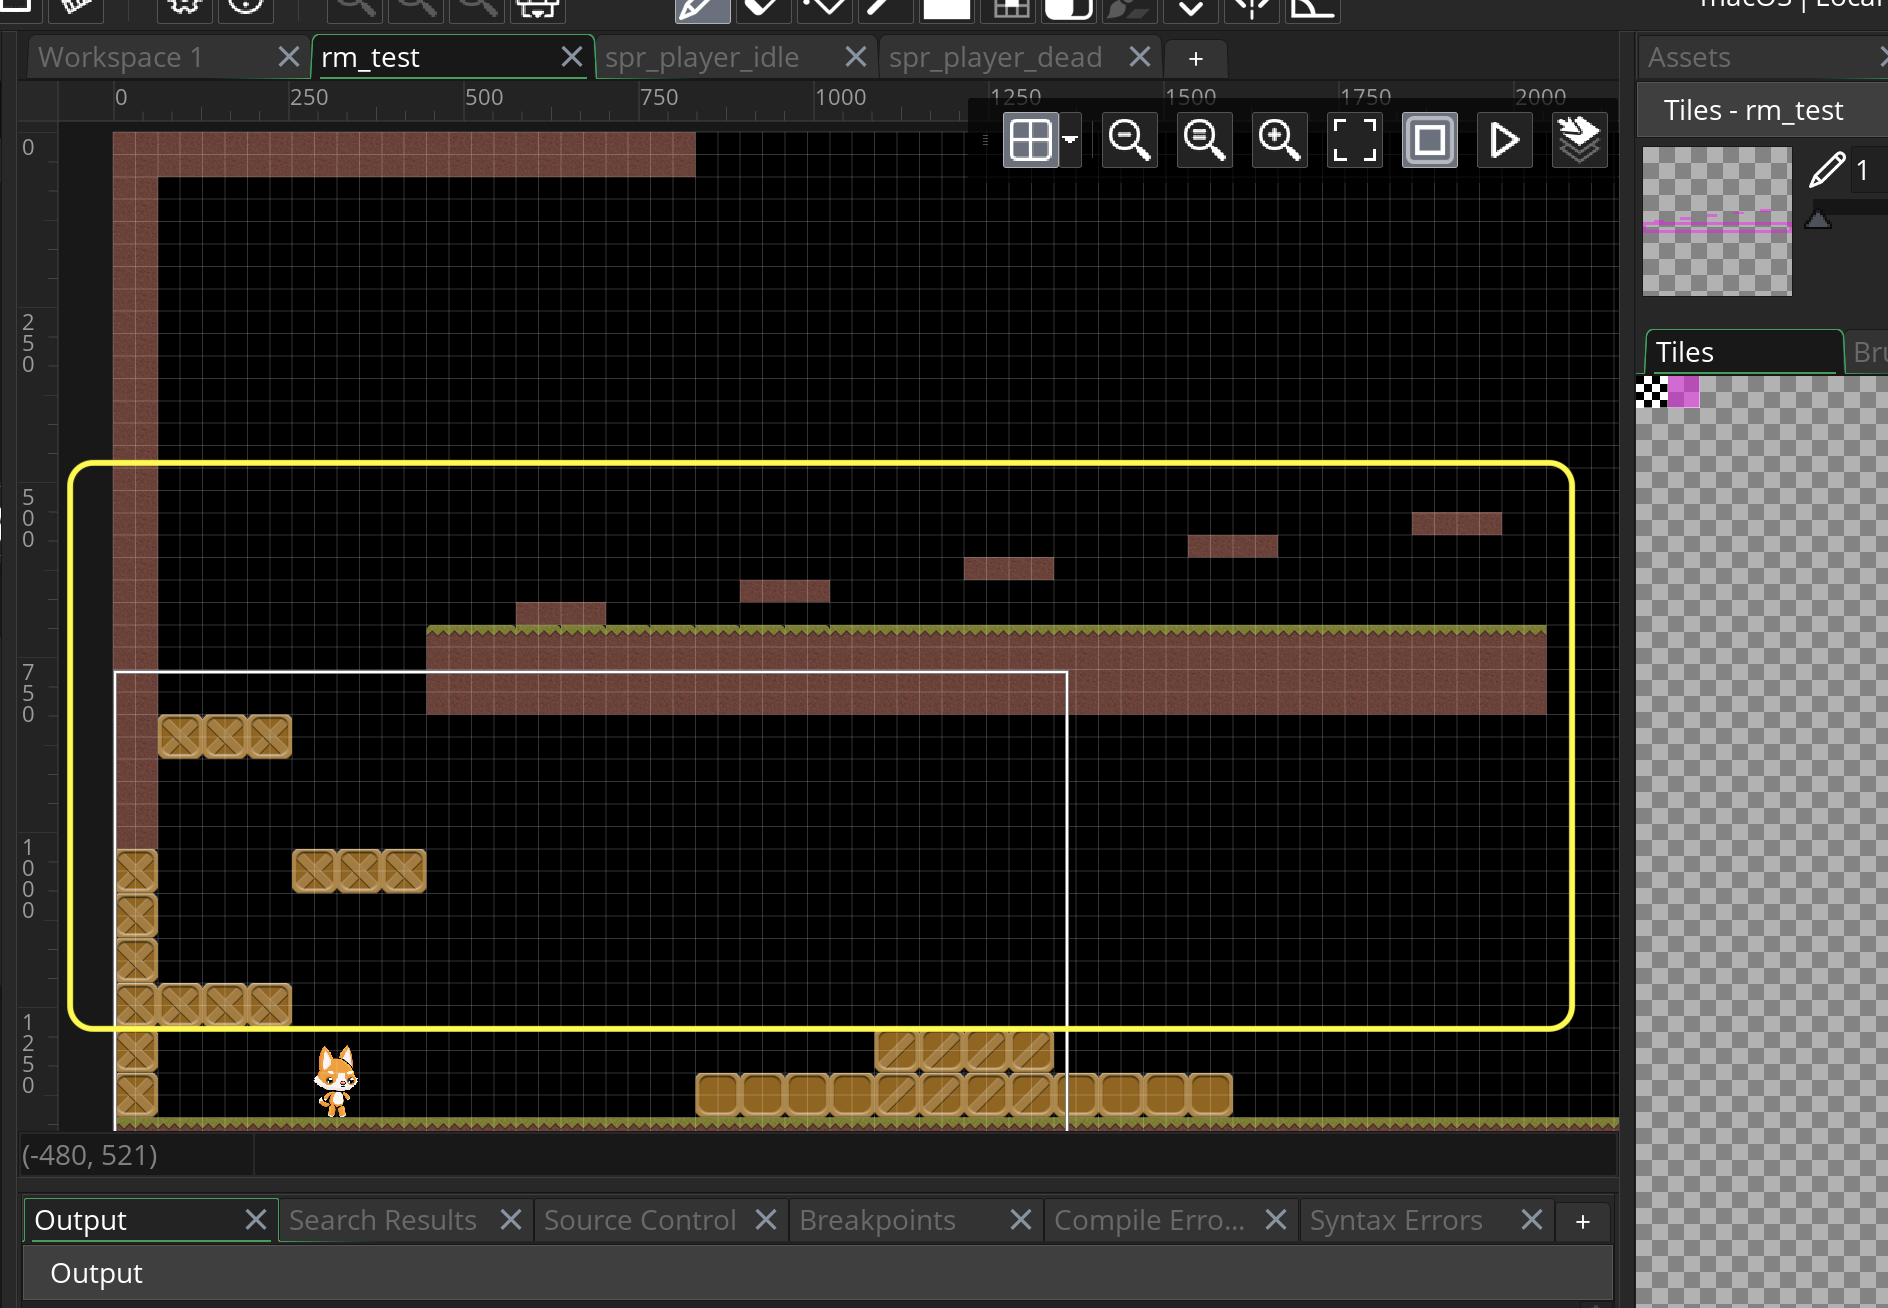 macOS | Local
Workspace 1
rm_test
spr_player_idle
spr_player_dead
+
Assets
0 250 500 750 1000 1250 1500 1750 2000
Tiles - rm_test
0
1
250
Tiles
Bru
500
750
1000
1250
(-480, 521)
Output
Search Results
Source Control
Breakpoints
Compile Erro...
Syntax Errors
+
Output